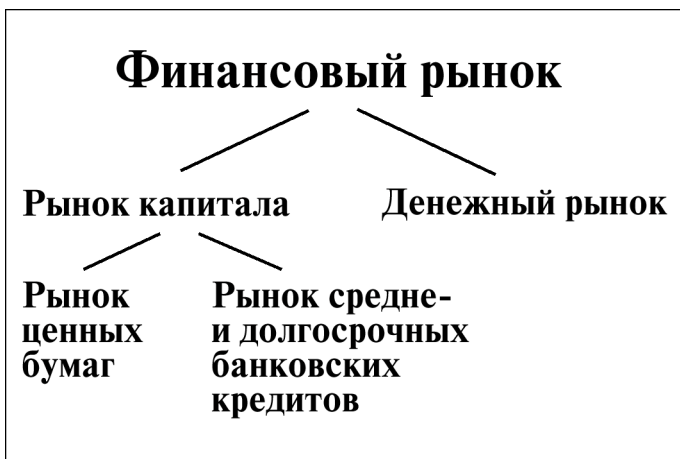 Финансовый рынок
Рынок капитала
Денежный рынок
Рынок
ценных
бумаг
Рынок средне-
и долгосрочных
банковских
кредитов